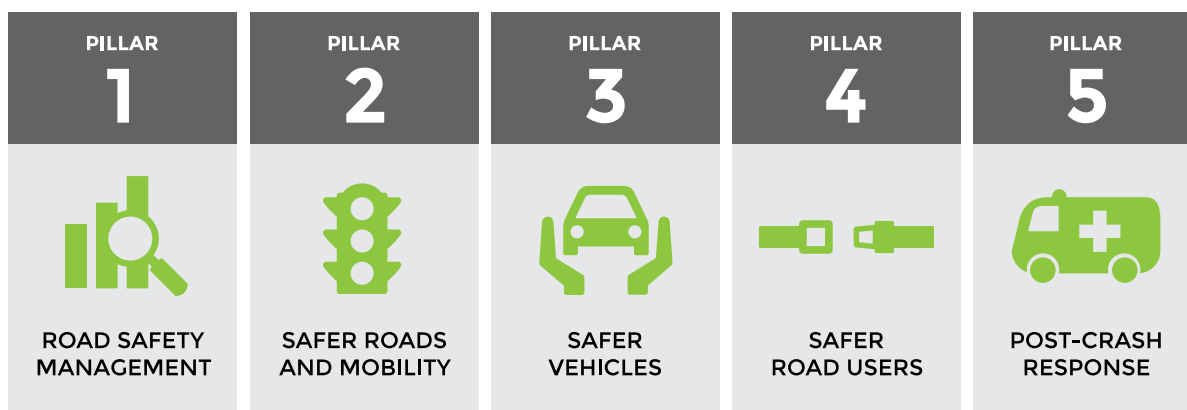 PILLAR
1
ROAD SAFETY
MANAGEMENT
PILLAR
2
SAFER ROADS
AND MOBILITY
PILLAR
3
SAFER
VEHICLES
PILLAR
4
SAFER
ROAD USERS
PILLAR
5
POST-CRASH
RESPONSE